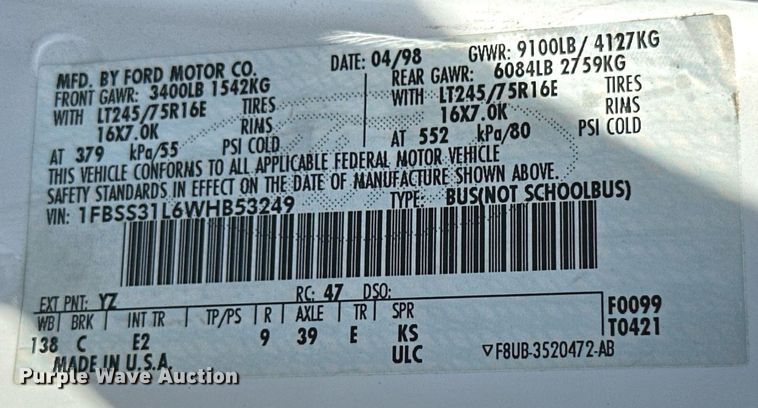 MFD. BY FORD MOTOR CO. DATE: 04/98 GVWR: 9100LB/ 4127KG
FRONT GAWR: 3400LB 1542KG REAR GAWR: 6084LB 2759KG
WITH LT245/75R16E TIRES WITH LT245/75R16E TIRES
16X7.0K RIMS 16X7.0K RIMS
AT 379 kPa/55 PSI COLD AT 552 kPa/80 PSI COLD
THIS VEHICLE CONFORMS TO ALL APPLICABLE FEDERAL MOTOR VEHICLE
SAFETY STANDARDS IN EFFECT ON THE DATE OF MANUFACTURE SHOWN ABOVE.
VIN: 1FBSS31L6WHB53249 TYPE: BUS(NOT SCHOOLBUS)
EXT PNT: YZ RC: 47 DSO:
WB BRK INT TR TP/PS R AXLE TR SPR F0099
138 C E2 9 39 E KS T0421
ULC
MADE IN U.S.A. ▽F8UB-3520472-AB
Purple Wave Auction